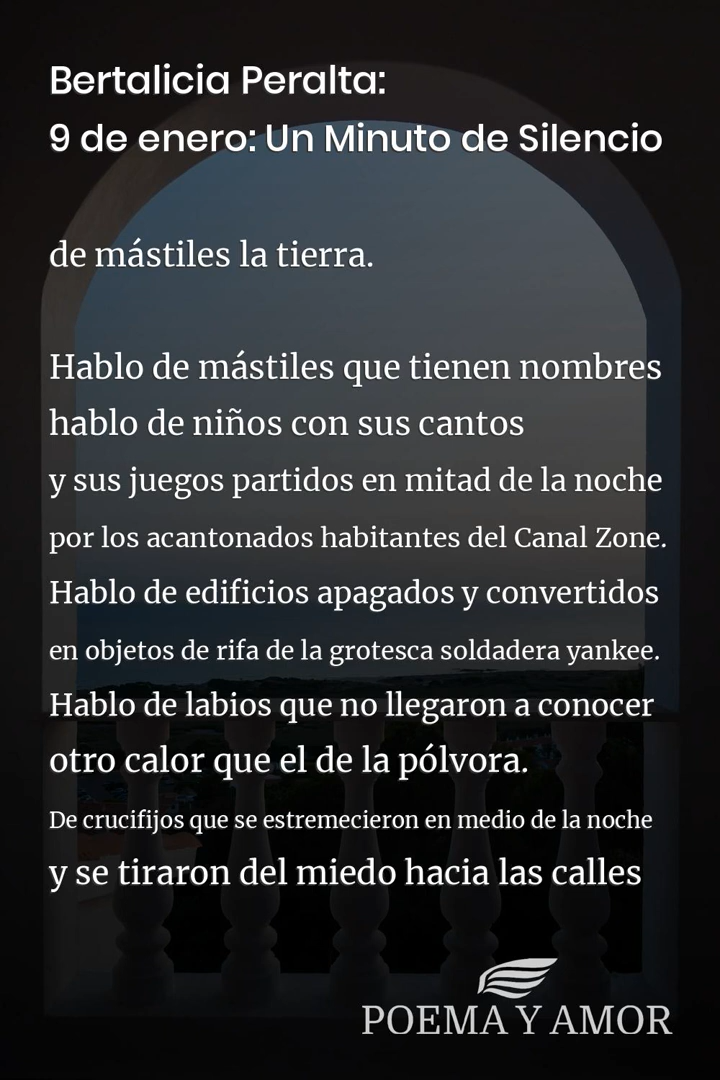 Bertalicia Peralta:
9 de enero: Un Minuto de Silencio
de mástiles la tierra.
Hablo de mástiles que tienen nombres
hablo de niños con sus cantos
y sus juegos partidos en mitad de la noche
por los acantonados habitantes del Canal Zone.
Hablo de edificios apagados y convertidos
en objetos de rifa de la grotesca soldadera yankee.
Hablo de labios que no llegaron a conocer
otro calor que el de la pólvora.
De crucifijos que se estremecieron en medio de la noche
y se tiraron del miedo hacia las calles
POEMA Y AMOR